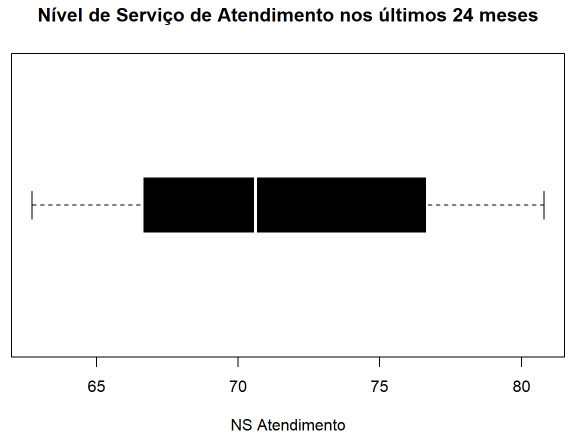 Nível de Serviço de Atendimento nos últimos 24 meses
65 70 75 80
NS Atendimento